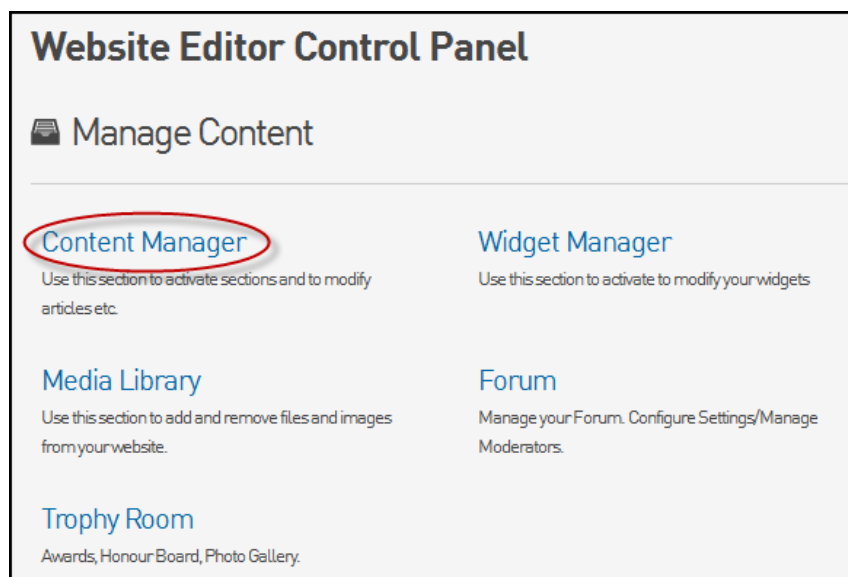 Website Editor Control Panel
Manage Content
Content Manager
Use this section to activate sections and to modify
articles etc.
Widget Manager
Use this section to activate to modify your widgets
Media Library
Use this section to add and remove files and images
from your website.
Forum
Manage your Forum. Configure Settings/Manage
Moderators.
Trophy Room
Awards, Honour Board, Photo Gallery.